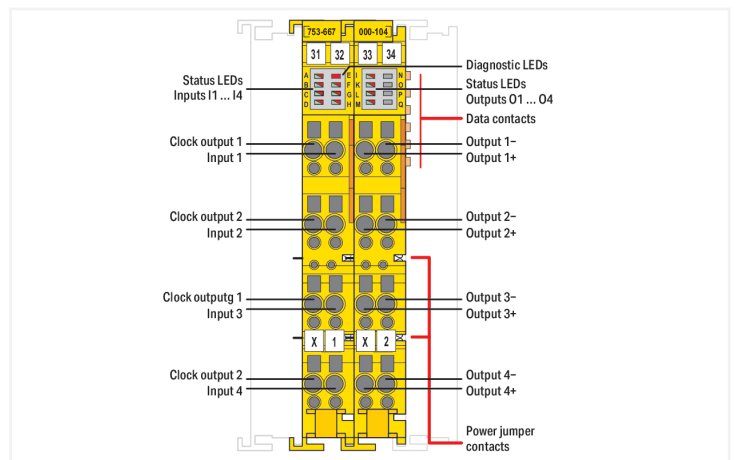 753-667 000-104
31 32 33 34
Diagnostic LEDs
Status LEDs
Inputs I1 ... I4
A E I N
B F K O
C G L P
D H M Q
Status LEDs
Outputs O1 ... O4
Data contacts
Clock output 1
Input 1
Output 1–
Output 1+
Clock output 2
Input 2
Output 2–
Output 2+
Clock outputg 1
Input 3
Output 3–
Output 3+
X 1 X 2
Clock output 2
Input 4
Output 4–
Output 4+
Power jumper
contacts